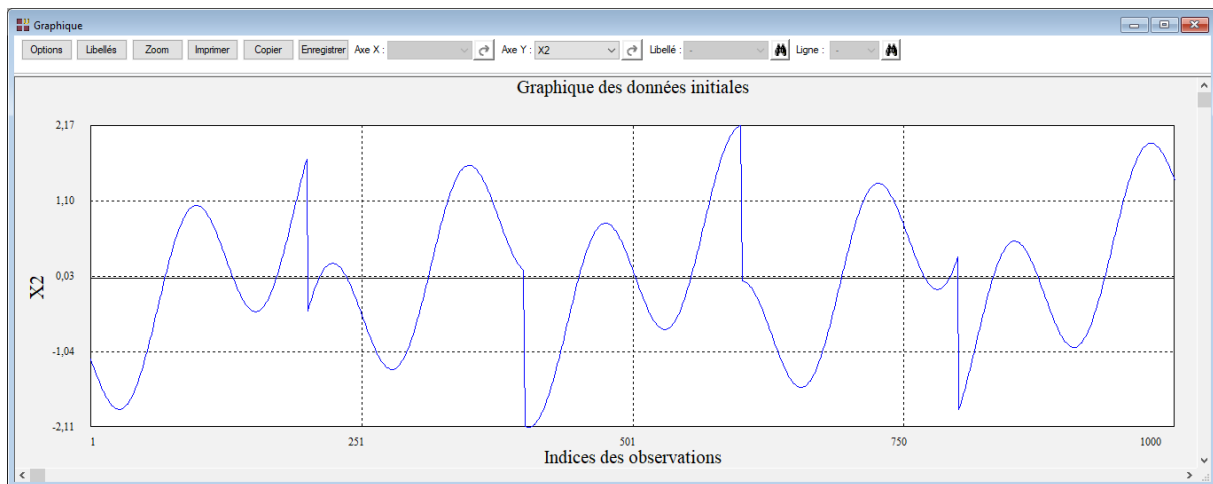 Graphique
Options Libellés Zoom Imprimer Copier Enregistrer Axe X : Axe Y : X2 Libellé : - Ligne : -
Graphique des données initiales
2,17
1,10
0,03
-1,04
-2,11
X2
1 251 501 750 1000
Indices des observations